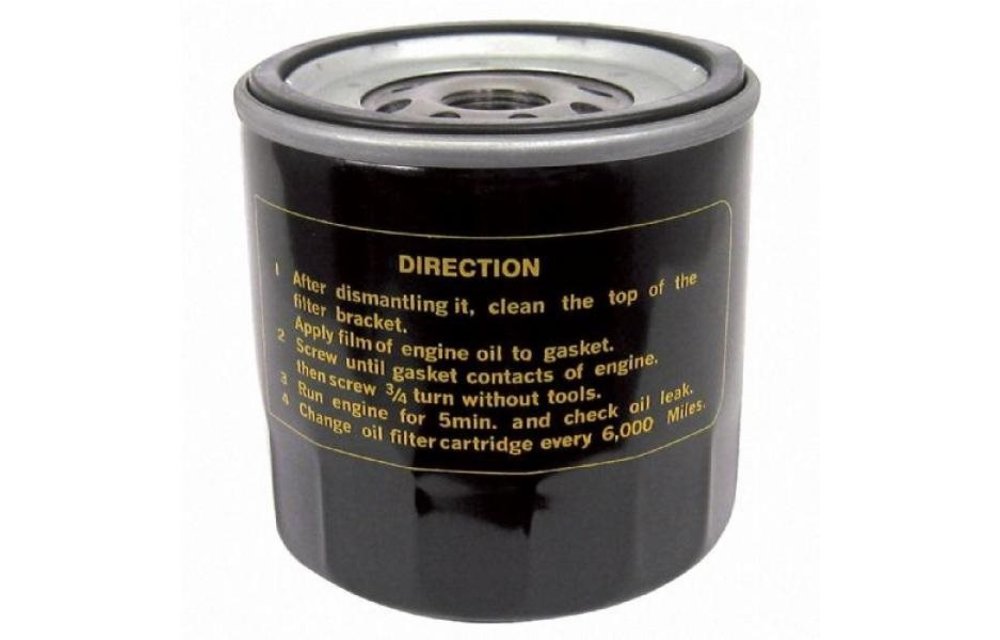 DIRECTION
1 After dismantling it, clean the top of the
filter bracket.
Apply film of engine oil to gasket.
2 Screw until gasket contacts of engine.
then screw 3/4 turn without tools.
3 Run engine for 5min. and check oil leak.
4 Change oil filter cartridge every 6,000 Miles.